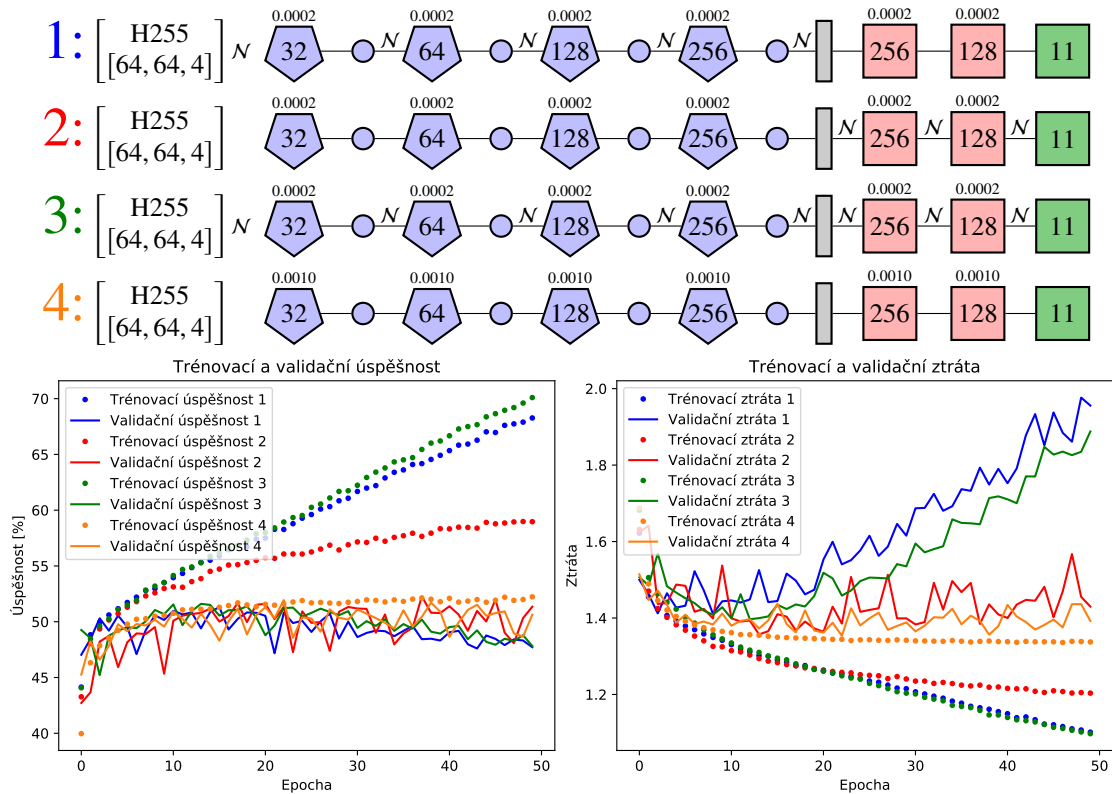 0.0002 0.0002 0.0002 0.0002 0.0002 0.0002
1: [ H255 [64, 64, 4] ] 𝒩 32 𝒩 64 𝒩 128 𝒩 256 𝒩 256 128 11
0.0002 0.0002 0.0002 0.0002 0.0002 0.0002
2: [ H255 [64, 64, 4] ] 32 64 128 256 𝒩 256 𝒩 128 𝒩 11
0.0002 0.0002 0.0002 0.0002 0.0002 0.0002
3: [ H255 [64, 64, 4] ] 𝒩 32 𝒩 64 𝒩 128 𝒩 256 𝒩 𝒩 256 𝒩 128 𝒩 11
0.0010 0.0010 0.0010 0.0010 0.0010 0.0010
4: [ H255 [64, 64, 4] ] 32 64 128 256 256 128 11
Trénovací a validační úspěšnost
Úspěšnost [%]
70
65
60
55
50
45
40
Trénovací úspěšnost 1
Validační úspěšnost 1
Trénovací úspěšnost 2
Validační úspěšnost 2
Trénovací úspěšnost 3
Validační úspěšnost 3
Trénovací úspěšnost 4
Validační úspěšnost 4
0 10 20 30 40 50
Epocha
Trénovací a validační ztráta
Ztráta
2.0
1.8
1.6
1.4
1.2
Trénovací ztráta 1
Validační ztráta 1
Trénovací ztráta 2
Validační ztráta 2
Trénovací ztráta 3
Validační ztráta 3
Trénovací ztráta 4
Validační ztráta 4
0 10 20 30 40 50
Epocha